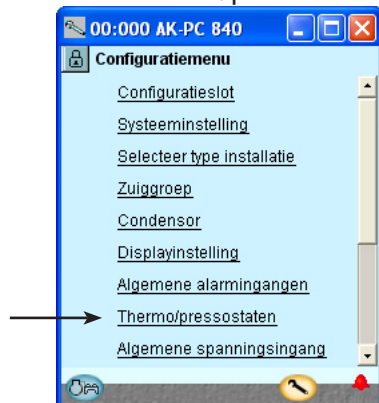 00:000 AK-PC 840
Configuratiemenu
Configuratieslot
Systeeminstelling
Selecteer type installatie
Zuiggroep
Condensor
Displayinstelling
Algemene alarmingangen
Thermo/pressostaten
Algemene spanningsingang